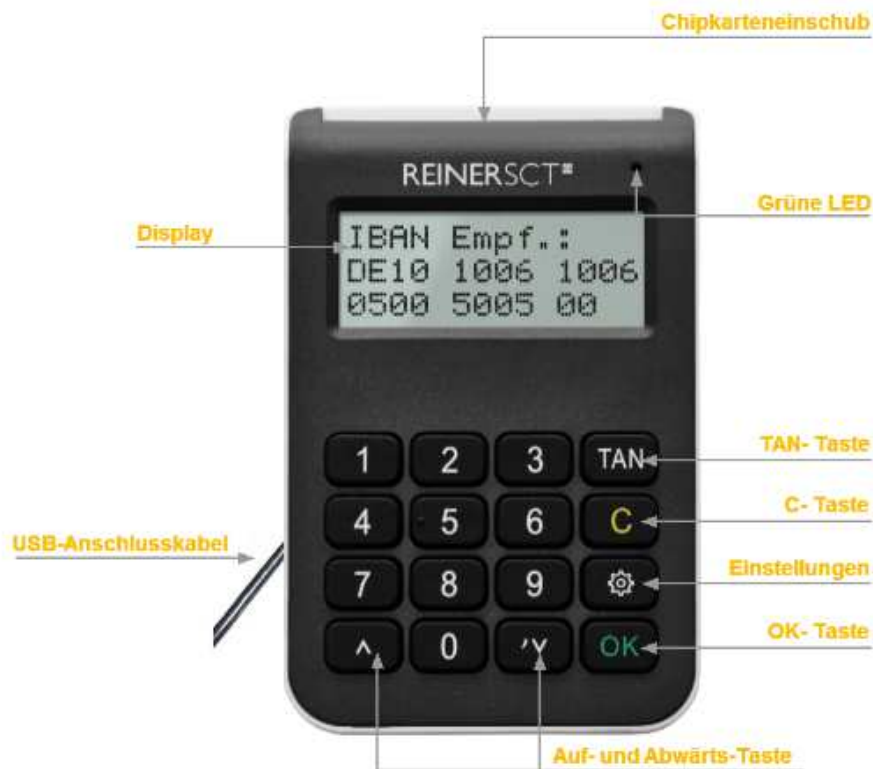 Chipkarteneinschub
REINERSCT
Grüne LED
Display
IBAN Empf.:
DE10 1006 1006
0500 5005 00
1 2 3 TAN
TAN- Taste
4 5 6 C
C- Taste
USB-Anschlusskabel
7 8 9
Einstellungen
^ 0 ,v OK
OK- Taste
Auf- und Abwärts-Taste